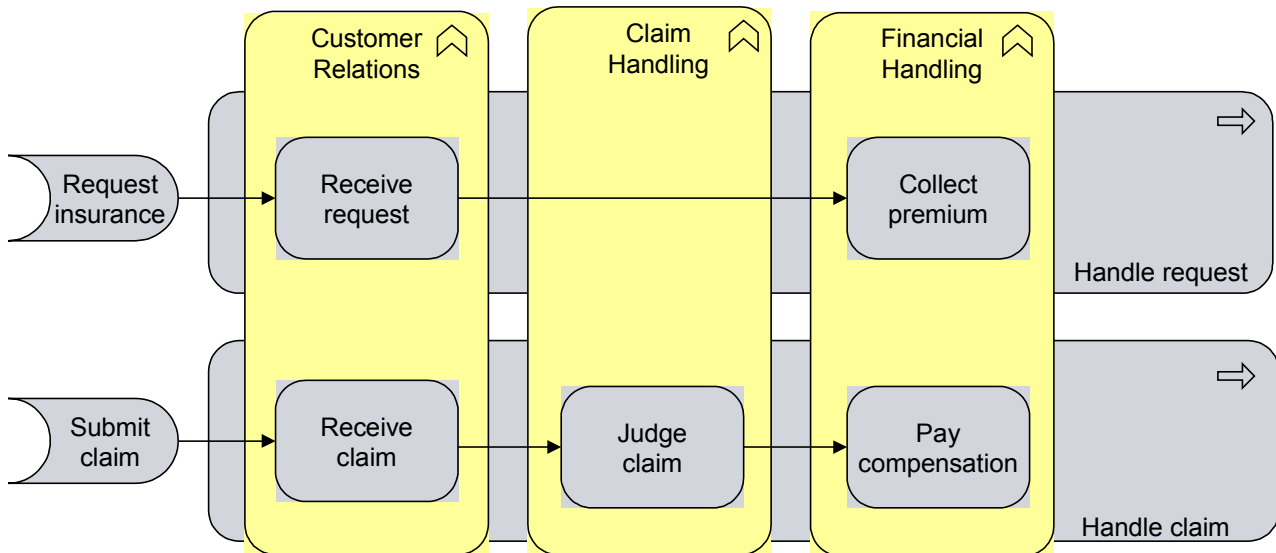 Customer
Relations
Claim
Handling
Financial
Handling
Request
insurance
Receive
request
Collect
premium
Handle request
Submit
claim
Receive
claim
Judge
claim
Pay
compensation
Handle claim